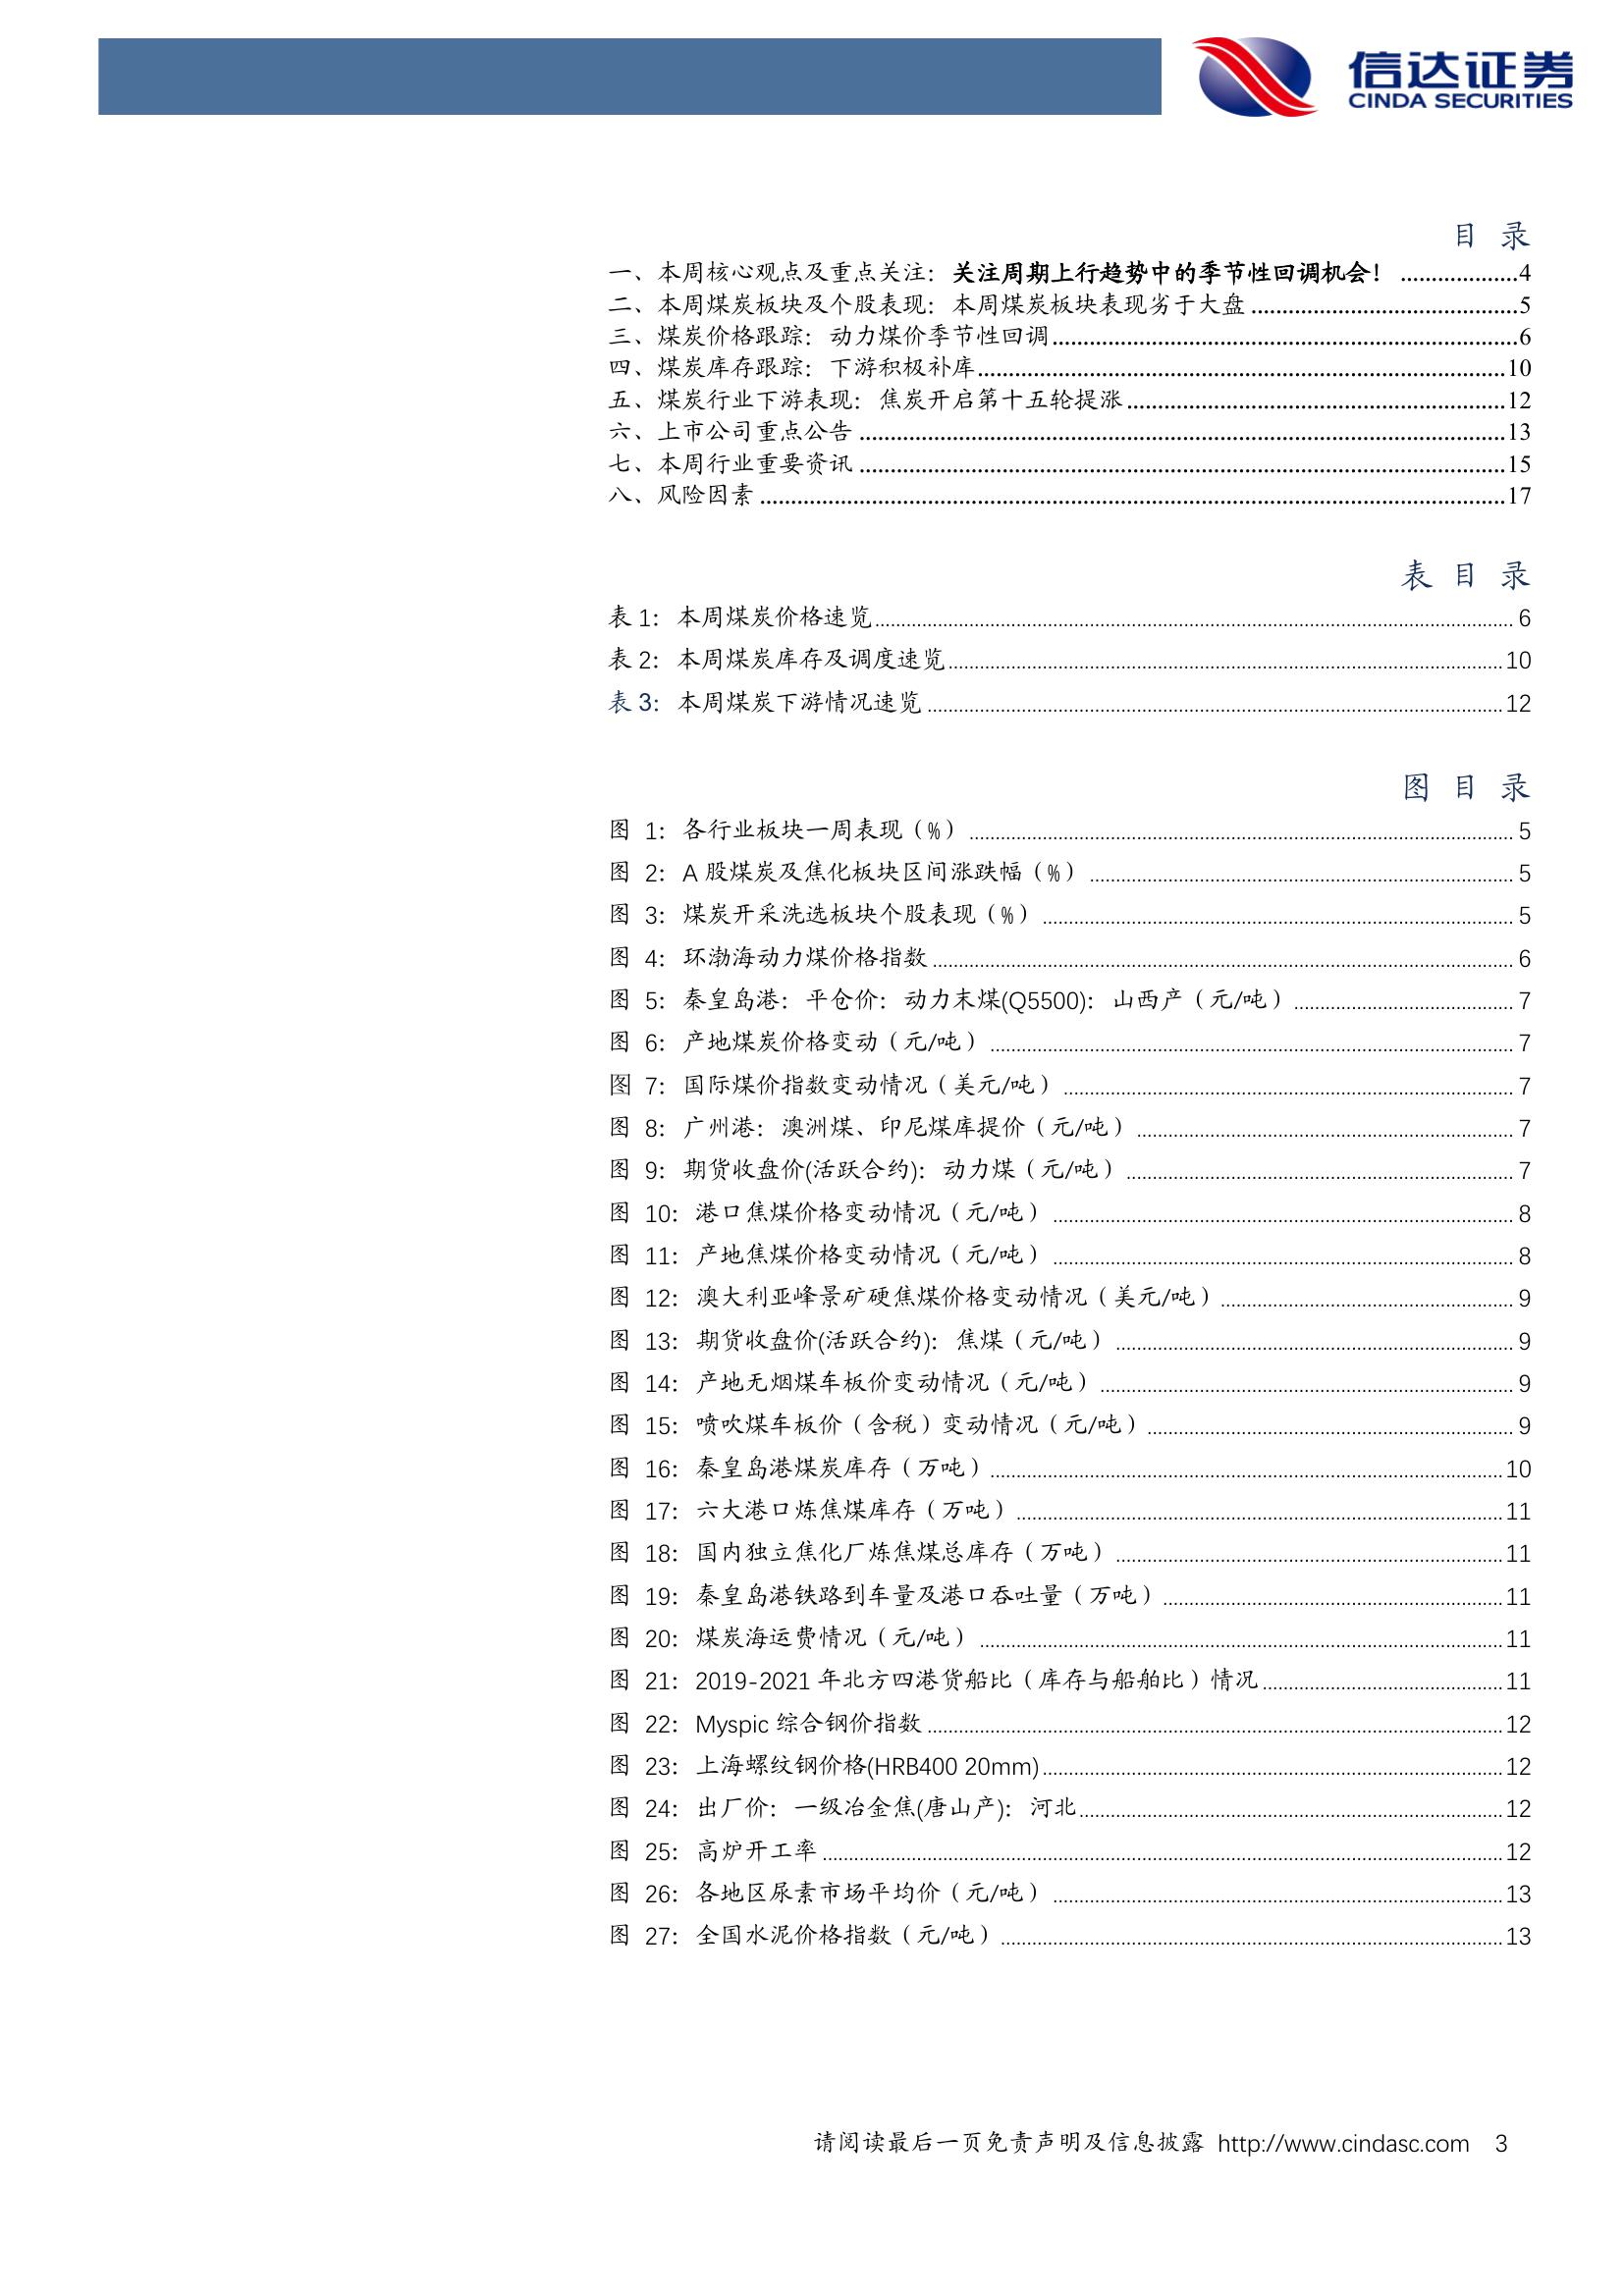 信达证券
CINDA SECURITIES
目 录
一、本周核心观点及重点关注：关注周期上行趋势中的季节性回调机会！ ...................4
二、本周煤炭板块及个股表现：本周煤炭板块表现劣于大盘 ............................................5
三、煤炭价格跟踪：动力煤价季节性回调............................................................................6
四、煤炭库存跟踪：下游积极补库......................................................................................10
五、煤炭行业下游表现：焦炭开启第十五轮提涨..............................................................12
六、上市公司重点公告 .........................................................................................................13
七、本周行业重要资讯 .........................................................................................................15
八、风险因素 .........................................................................................................................17
表 目 录
表 1：本周煤炭价格速览.................................................................................................. 6
表 2：本周煤炭库存及调度速览.....................................................................................10
表 3：本周煤炭下游情况速览 ........................................................................................12
图 目 录
图 1：各行业板块一周表现（%） ................................................................................... 5
图 2：A 股煤炭及焦化板块区间涨跌幅（%） ................................................................ 5
图 3：煤炭开采洗选板块个股表现（%） ........................................................................ 5
图 4：环渤海动力煤价格指数 ......................................................................................... 6
图 5：秦皇岛港：平仓价：动力末煤(Q5500)：山西产（元/吨） .................................. 7
图 6：产地煤炭价格变动（元/吨） ................................................................................ 7
图 7：国际煤价指数变动情况（美元/吨） ..................................................................... 7
图 8：广州港：澳洲煤、印尼煤库提价（元/吨） .......................................................... 7
图 9：期货收盘价(活跃合约)：动力煤（元/吨） ........................................................... 7
图 10：港口焦煤价格变动情况（元/吨） ....................................................................... 8
图 11：产地焦煤价格变动情况（元/吨） ....................................................................... 8
图 12：澳大利亚峰景矿硬焦煤价格变动情况（美元/吨） ............................................. 9
图 13：期货收盘价(活跃合约)：焦煤（元/吨） ............................................................. 9
图 14：产地无烟煤车板价变动情况（元/吨） ................................................................ 9
图 15：喷吹煤车板价（含税）变动情况（元/吨） ........................................................ 9
图 16：秦皇岛港煤炭库存（万吨） ...............................................................................10
图 17：六大港口炼焦煤库存（万吨） ...........................................................................11
图 18：国内独立焦化厂炼焦煤总库存（万吨） ............................................................11
图 19：秦皇岛港铁路到车量及港口吞吐量（万吨） .....................................................11
图 20：煤炭海运费情况（元/吨） .................................................................................11
图 21：2019-2021 年北方四港货船比（库存与船舶比）情况......................................11
图 22：Myspic 综合钢价指数 ........................................................................................12
图 23：上海螺纹钢价格(HRB400 20mm).......................................................................12
图 24：出厂价：一级冶金焦(唐山产)：河北..................................................................12
图 25：高炉开工率 .........................................................................................................12
图 26：各地区尿素市场平均价（元/吨） ......................................................................13
图 27：全国水泥价格指数（元/吨） ..............................................................................13
请阅读最后一页免责声明及信息披露 http://www.cindasc.com 3